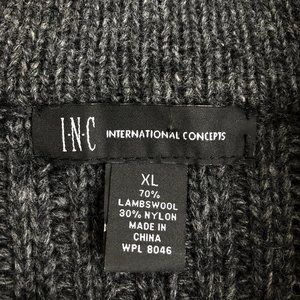 I·N·C INTERNATIONAL CONCEPTS
XL
70%
LAMBSWOOL
30% NYLON
MADE IN
CHINA
WPL 8046